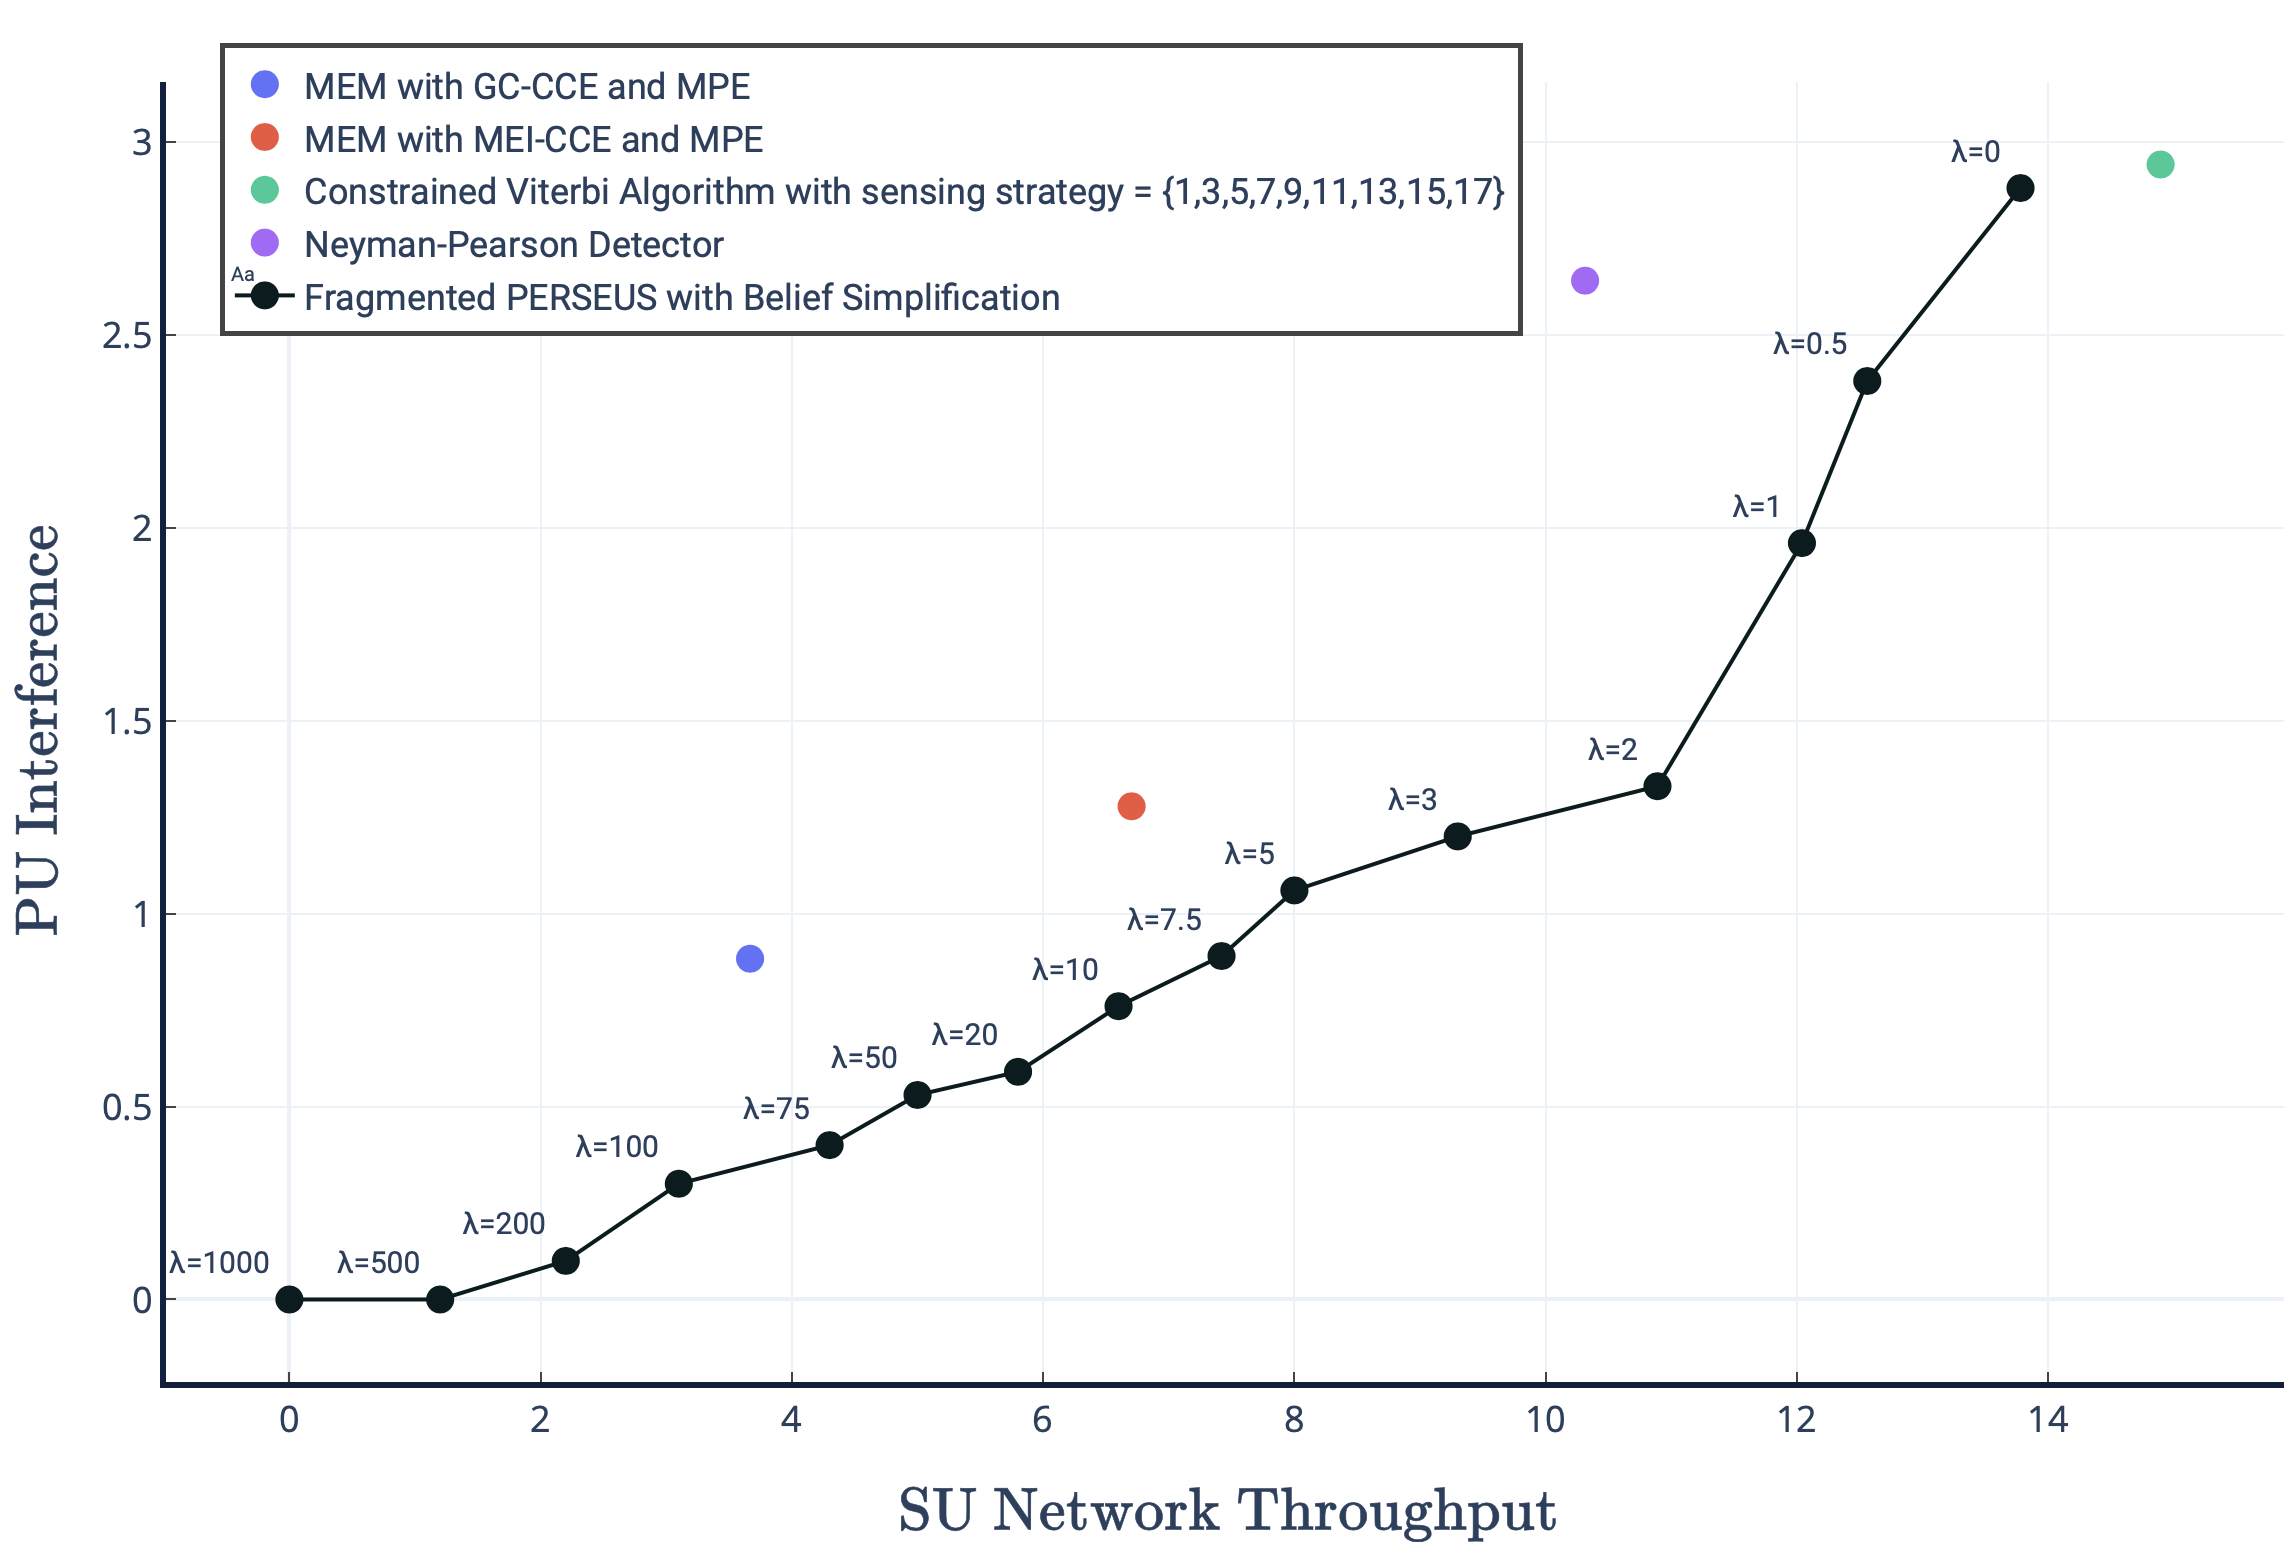 MEM with GC-CCE and MPE
MEM with MEI-CCE and MPE
Constrained Viterbi Algorithm with sensing strategy = {1,3,5,7,9,11,13,15,17}
Neyman-Pearson Detector
Aa
Fragmented PERSEUS with Belief Simplification
3
2.5
2
1.5
1
0.5
0
PU Interference
λ=0
λ=0.5
λ=1
λ=2
λ=3
λ=5
λ=7.5
λ=10
λ=20
λ=50
λ=75
λ=100
λ=200
λ=500
λ=1000
0 2 4 6 8 10 12 14
SU Network Throughput